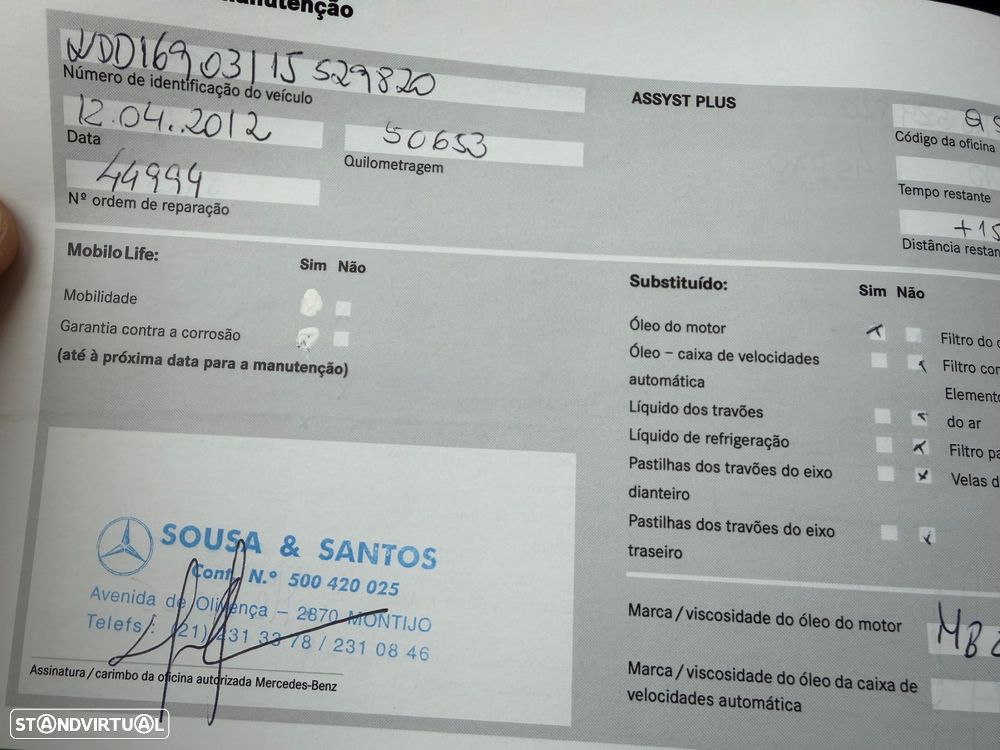 manutenção
WDD1690311J529820
Número de identificação do veículo
12.04..2012
Data
50653
Quilometragem
44994
Nº ordem de reparação
ASSYST PLUS
Código da oficina
Tempo restante
+15
Distância restan
MobiloLife:
Sim Não
Mobilidade
Garantia contra a corrosão
(até à próxima data para a manutenção)
SOUSA & SANTOS
Cont. N.º 500 420 025
Avenida de Olivença – 2870 MONTIJO
Telefs.: (21) 231 33 78 / 231 08 46
Assinatura / carimbo da oficina autorizada Mercedes-Benz
Substituído:
Sim Não
Óleo do motor
Óleo – caixa de velocidades
automática
Líquido dos travões
Líquido de refrigeração
Pastilhas dos travões do eixo
dianteiro
Pastilhas dos travões do eixo
traseiro
Filtro do
Filtro
Elemento
do ar
Filtro
Velas d
Marca / viscosidade do óleo do motor
MB
Marca / viscosidade do óleo da caixa de
velocidades automática
STANDVIRTUAL